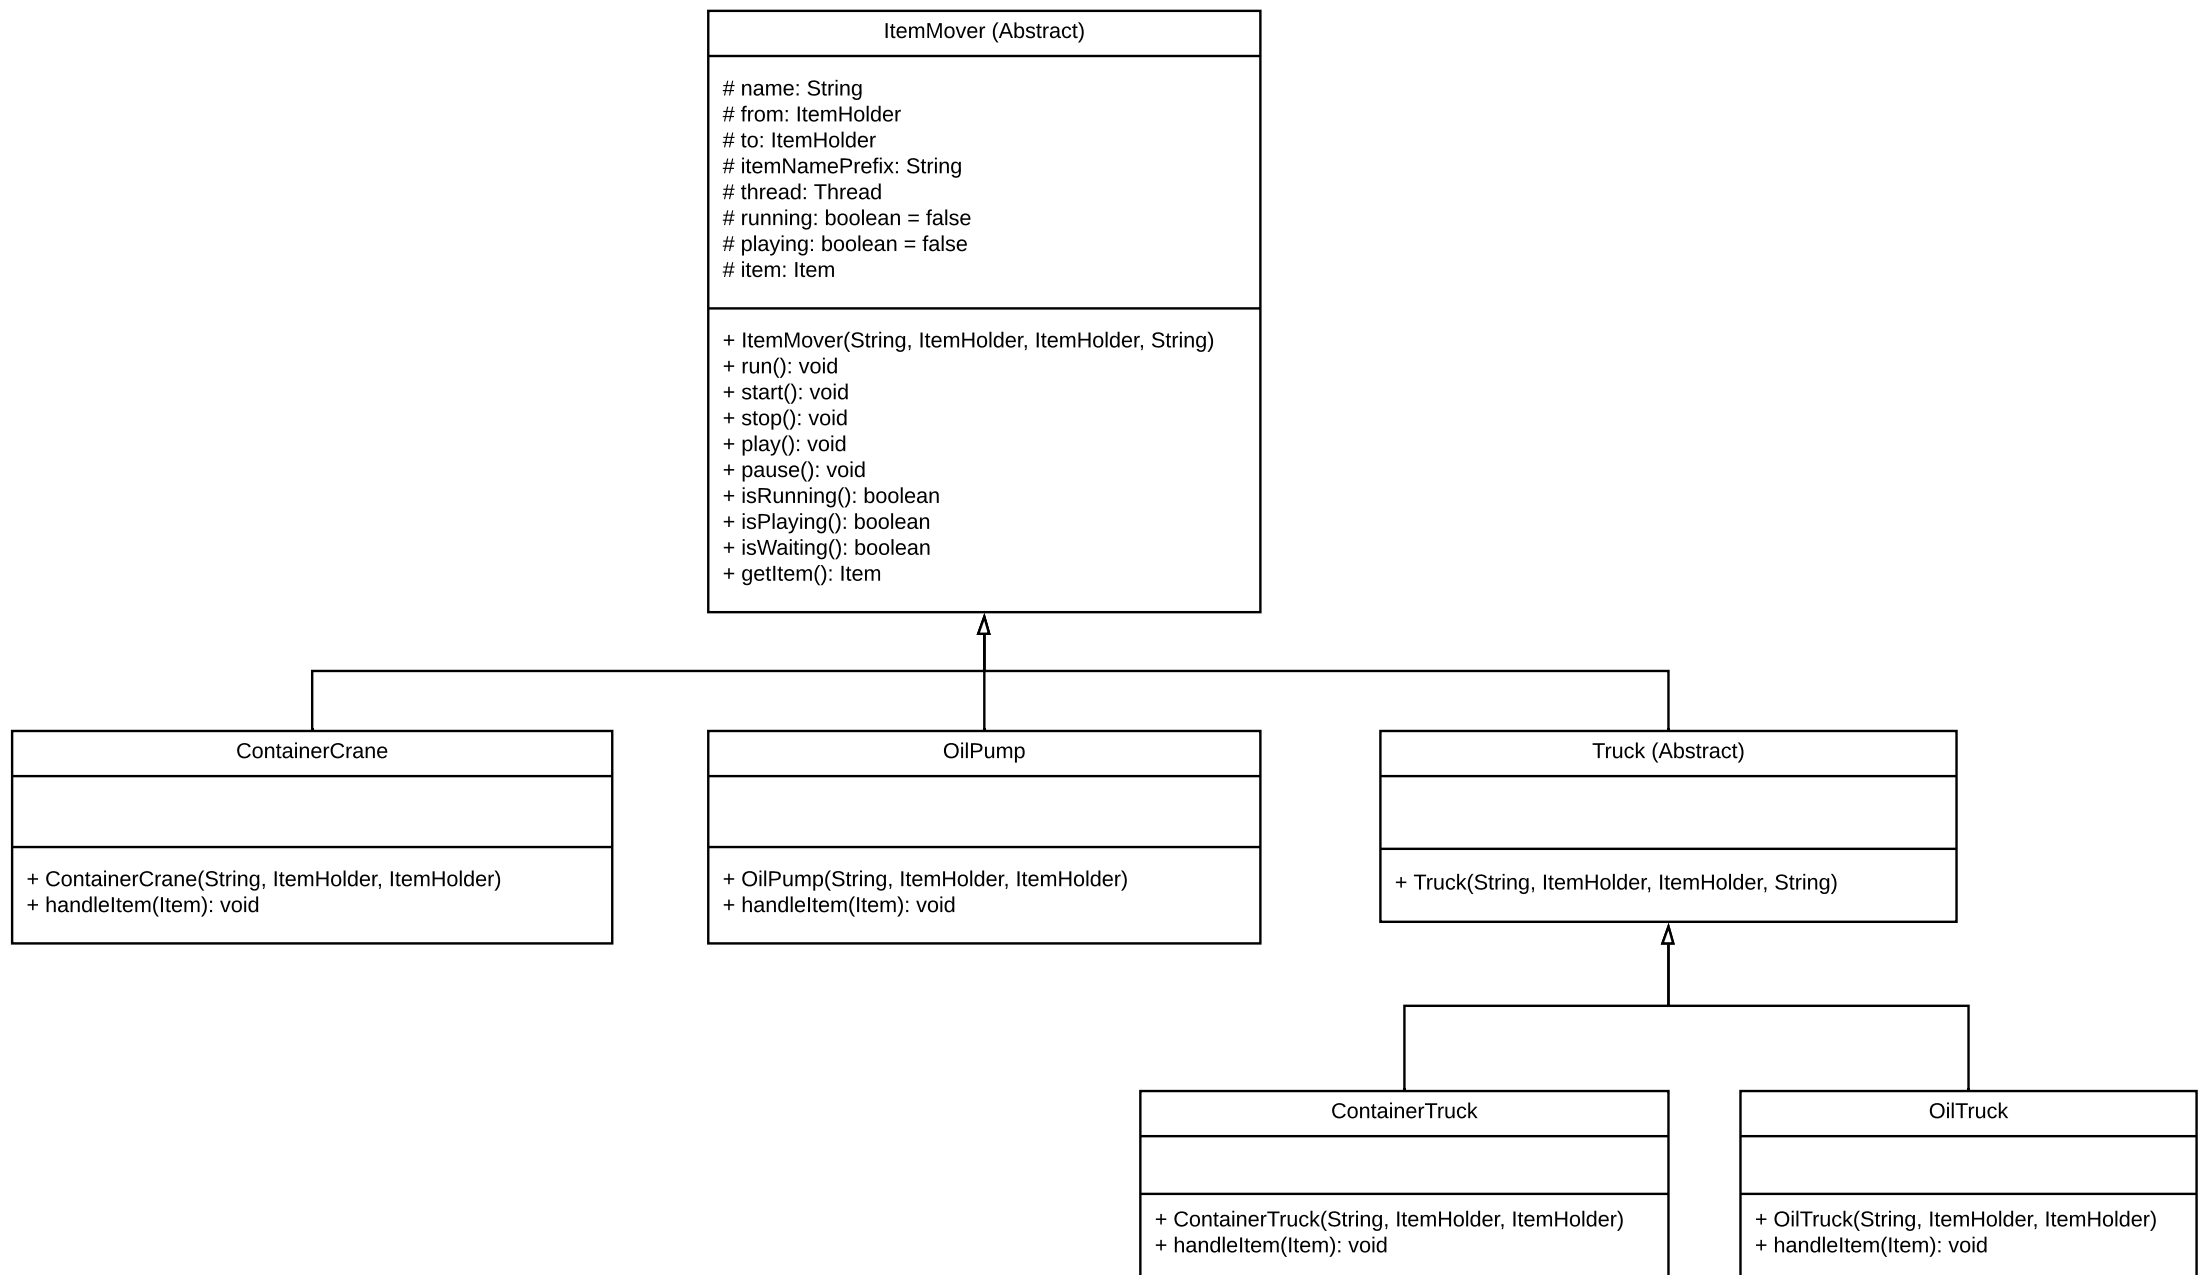 ItemMover (Abstract)
# name: String
# from: ItemHolder
# to: ItemHolder
# itemNamePrefix: String
# thread: Thread
# running: boolean = false
# playing: boolean = false
# item: Item
+ ItemMover(String, ItemHolder, ItemHolder, String)
+ run(): void
+ start(): void
+ stop(): void
+ play(): void
+ pause(): void
+ isRunning(): boolean
+ isPlaying(): boolean
+ isWaiting(): boolean
+ getItem(): Item
ContainerCrane
+ ContainerCrane(String, ItemHolder, ItemHolder)
+ handleItem(Item): void
OilPump
+ OilPump(String, ItemHolder, ItemHolder)
+ handleItem(Item): void
Truck (Abstract)
+ Truck(String, ItemHolder, ItemHolder, String)
ContainerTruck
+ ContainerTruck(String, ItemHolder, ItemHolder)
+ handleItem(Item): void
OilTruck
+ OilTruck(String, ItemHolder, ItemHolder)
+ handleItem(Item): void